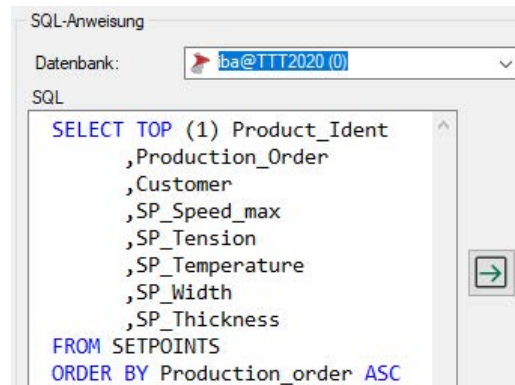 SQL-Anweisung
Datenbank: iba@TTT2020 (0)
SQL
SELECT TOP (1) Product_Ident
,Production_Order
,Customer
,SP_Speed_max
,SP_Tension
,SP_Temperature
,SP_Width
,SP_Thickness
FROM SETPOINTS
ORDER BY Production_order ASC